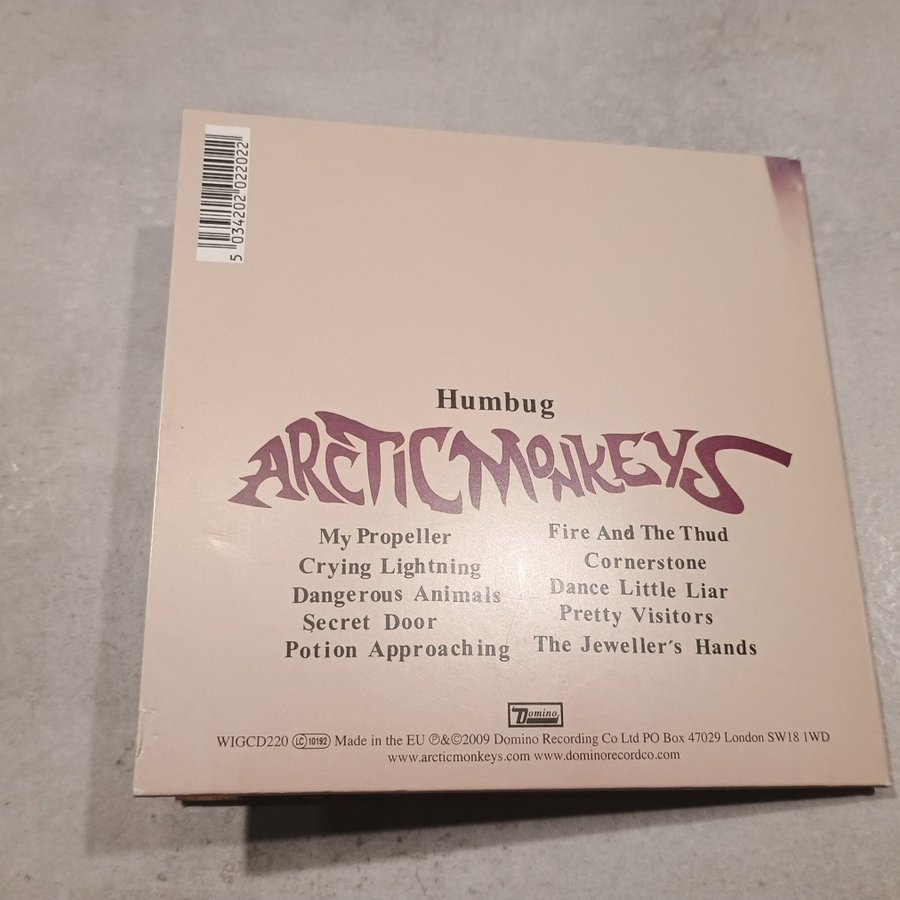 5 034202 022022
Humbug
ARCTIC MONKEYS
My Propeller
Crying Lightning
Dangerous Animals
Secret Door
Potion Approaching
Fire And The Thud
Cornerstone
Dance Little Liar
Pretty Visitors
The Jeweller's Hands
Domino
WIGCD220 LC 10192 Made in the EU ℗&©2009 Domino Recording Co Ltd PO Box 47029 London SW18 1WD
www.arcticmonkeys.com www.dominorecordco.com